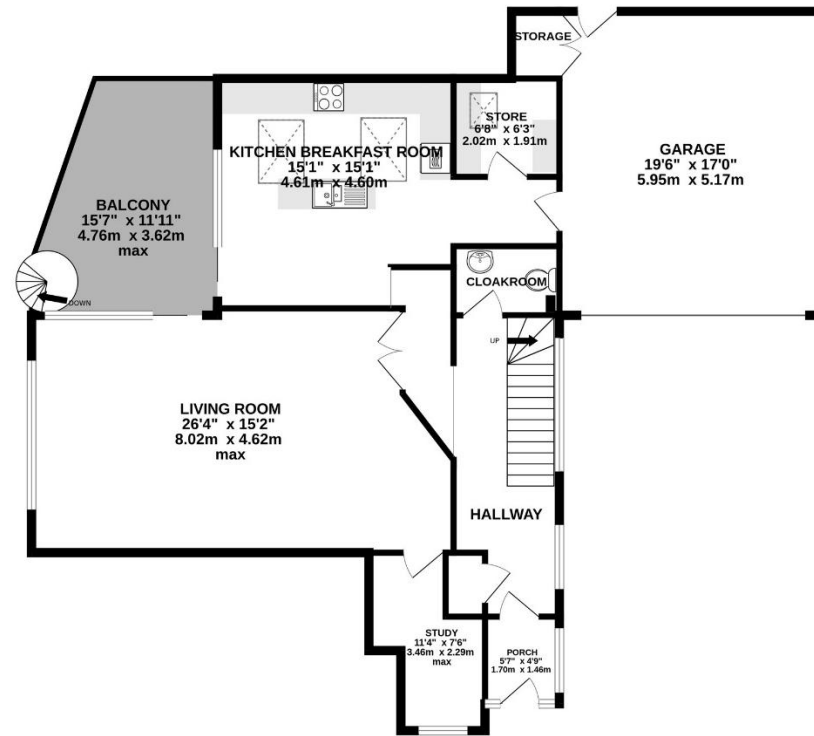 STORAGE
STORE
6'8" x 6'3"
2.02m x 1.91m
GARAGE
19'6" x 17'0"
5.95m x 5.17m
KITCHEN BREAKFAST ROOM
15'1" x 15'1"
4.61m x 4.60m
BALCONY
15'7" x 11'11"
4.76m x 3.62m
max
DOWN
CLOAKROOM
UP
LIVING ROOM
26'4" x 15'2"
8.02m x 4.62m
max
HALLWAY
STUDY
11'4" x 7'6"
3.46m x 2.29m
max
PORCH
5'7" x 4'9"
1.70m x 1.46m